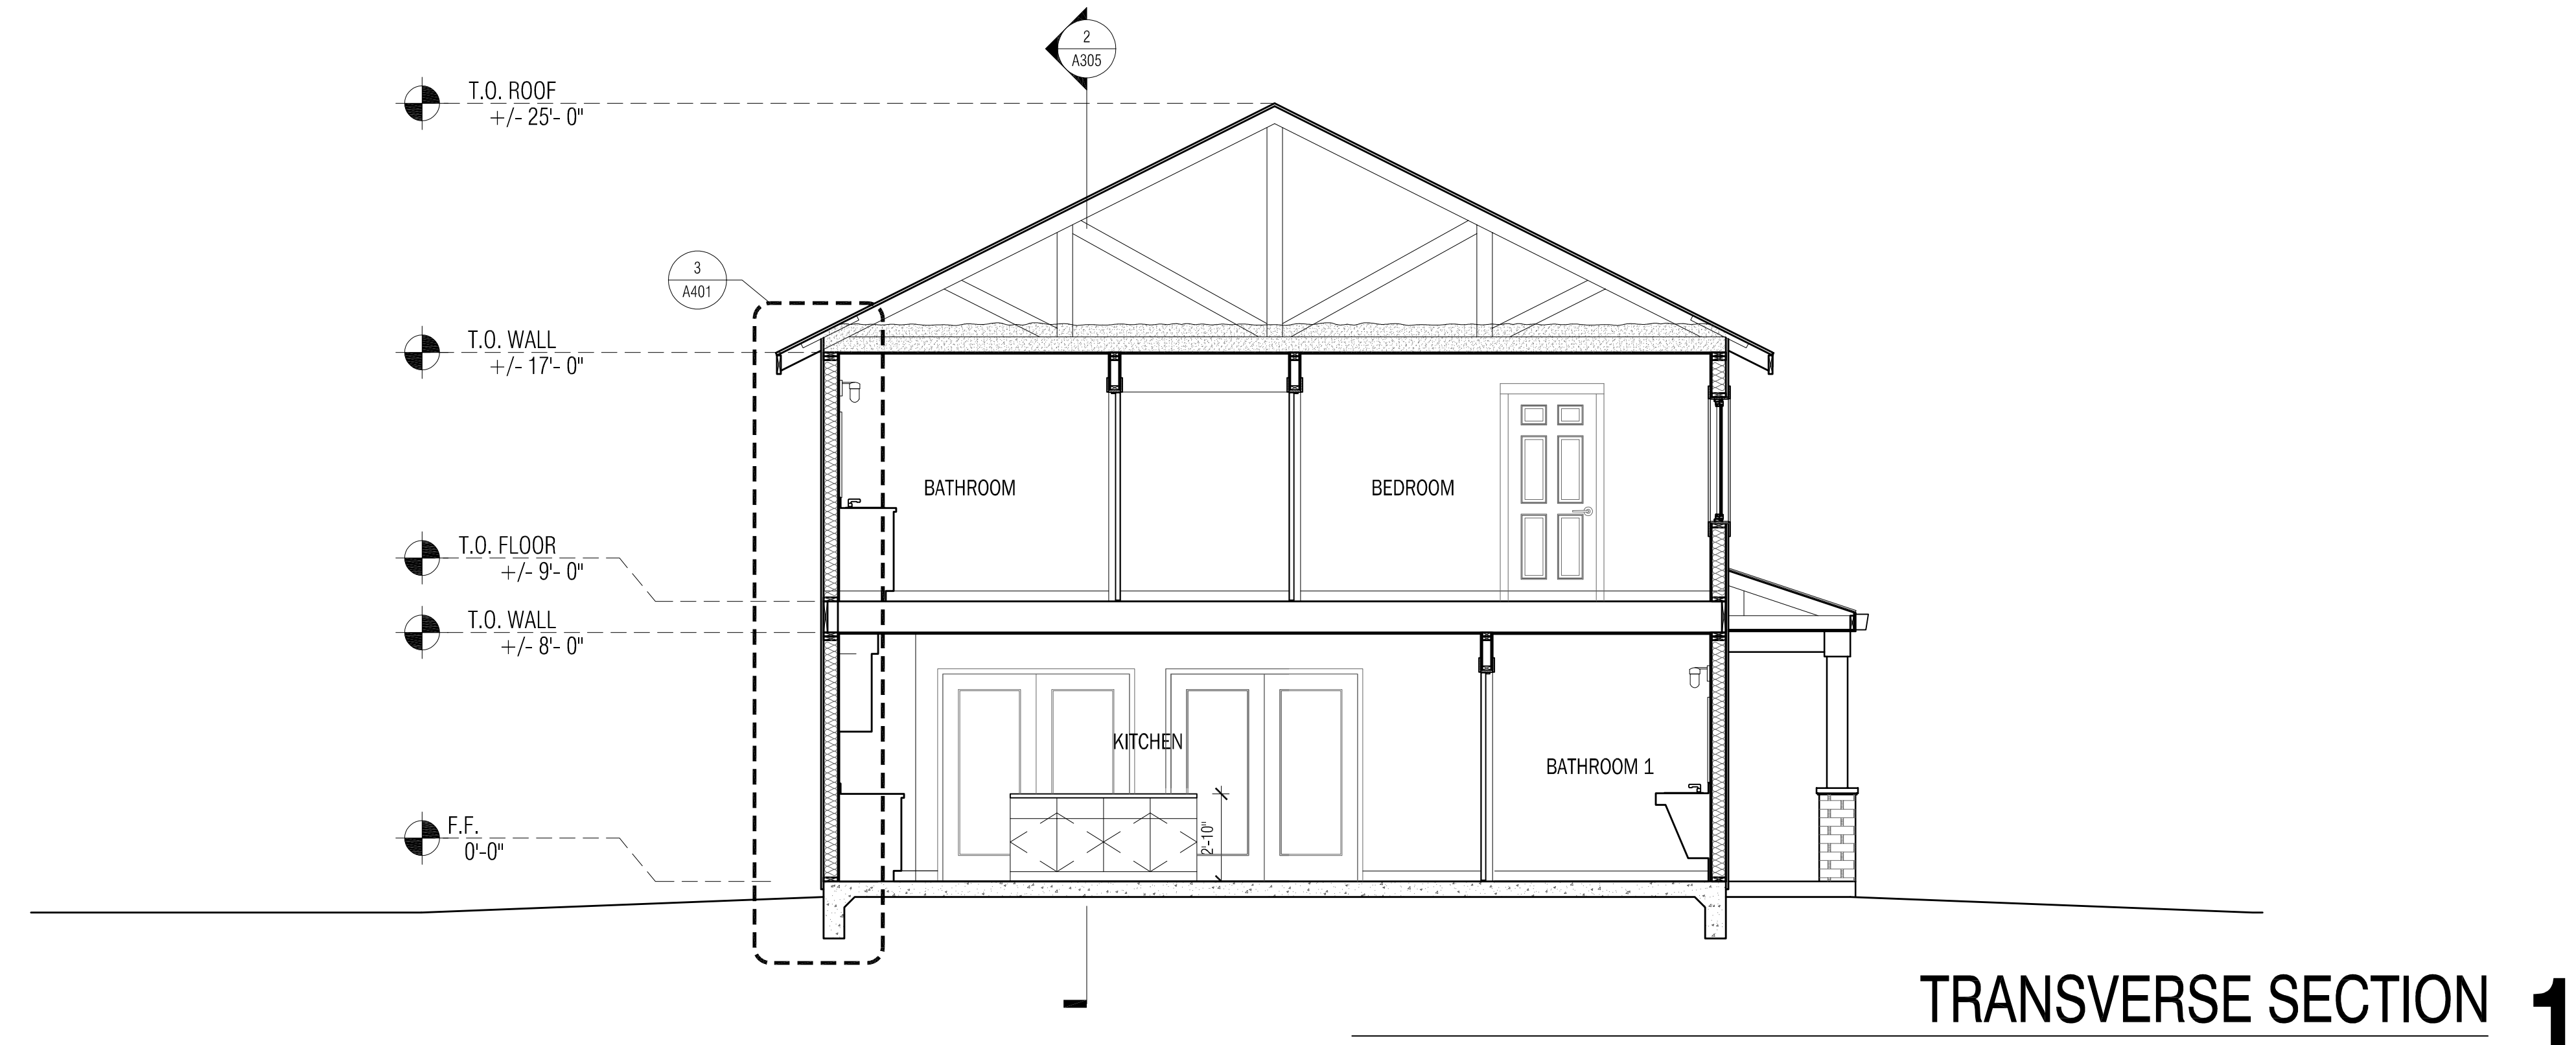 2
A305
T.O. ROOF
+/- 25'- 0"
3
A401
T.O. WALL
+/- 17'- 0"
BATHROOM
BEDROOM
T.O. FLOOR
+/- 9'- 0"
T.O. WALL
+/- 8'- 0"
KITCHEN
BATHROOM 1
2'-10"
F.F.
0'-0"
TRANSVERSE SECTION 1